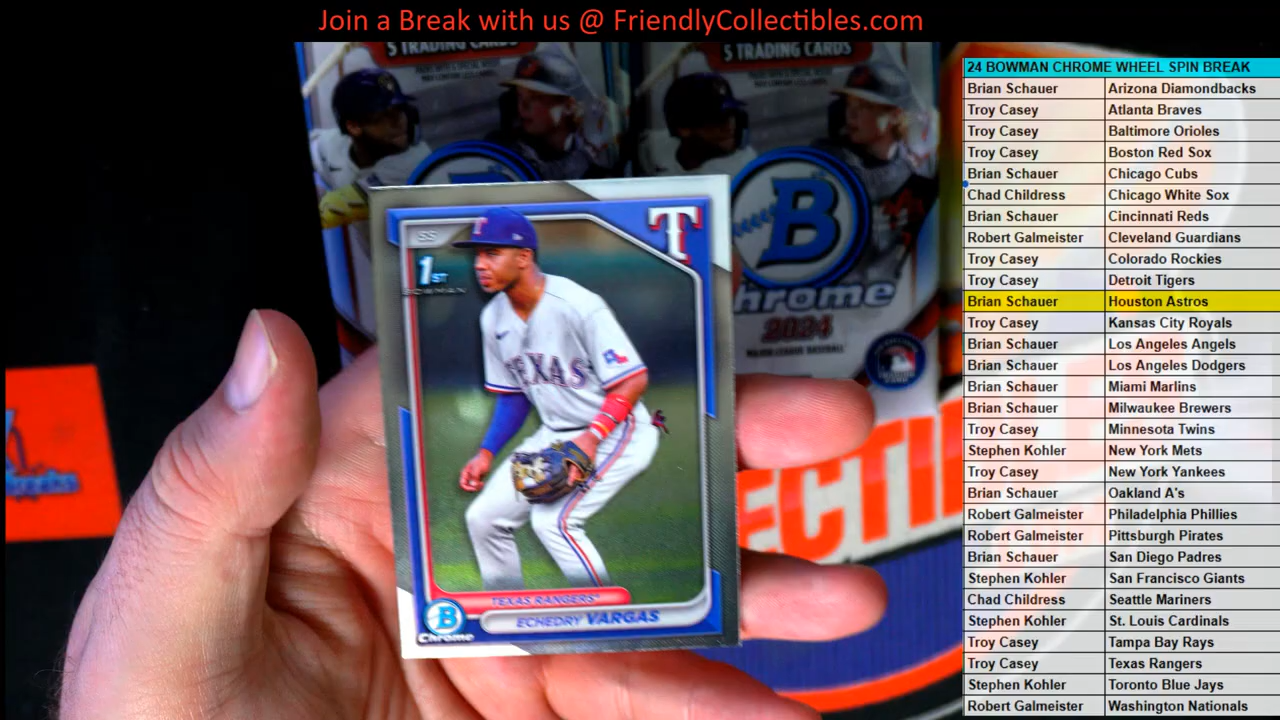 Join a Break with us @ FriendlyCollectibles.com
5 TRADING CARDS
5 TRADING CARDS
B
hrome
2024
MAJOR LEAGUE BASEBALL
SS
T
T
1ST
BOWMAN
TEXAS
TEXAS RANGERS
ECHEDRY VARGAS
B
Chrome
ECTIB
24 BOWMAN CHROME WHEEL SPIN BREAK
Brian Schauer Arizona Diamondbacks
Troy Casey Atlanta Braves
Troy Casey Baltimore Orioles
Troy Casey Boston Red Sox
Brian Schauer Chicago Cubs
Chad Childress Chicago White Sox
Brian Schauer Cincinnati Reds
Robert Galmeister Cleveland Guardians
Troy Casey Colorado Rockies
Troy Casey Detroit Tigers
Brian Schauer Houston Astros
Troy Casey Kansas City Royals
Brian Schauer Los Angeles Angels
Brian Schauer Los Angeles Dodgers
Brian Schauer Miami Marlins
Brian Schauer Milwaukee Brewers
Troy Casey Minnesota Twins
Stephen Kohler New York Mets
Troy Casey New York Yankees
Brian Schauer Oakland A's
Robert Galmeister Philadelphia Phillies
Robert Galmeister Pittsburgh Pirates
Brian Schauer San Diego Padres
Stephen Kohler San Francisco Giants
Chad Childress Seattle Mariners
Stephen Kohler St. Louis Cardinals
Troy Casey Tampa Bay Rays
Troy Casey Texas Rangers
Stephen Kohler Toronto Blue Jays
Robert Galmeister Washington Nationals